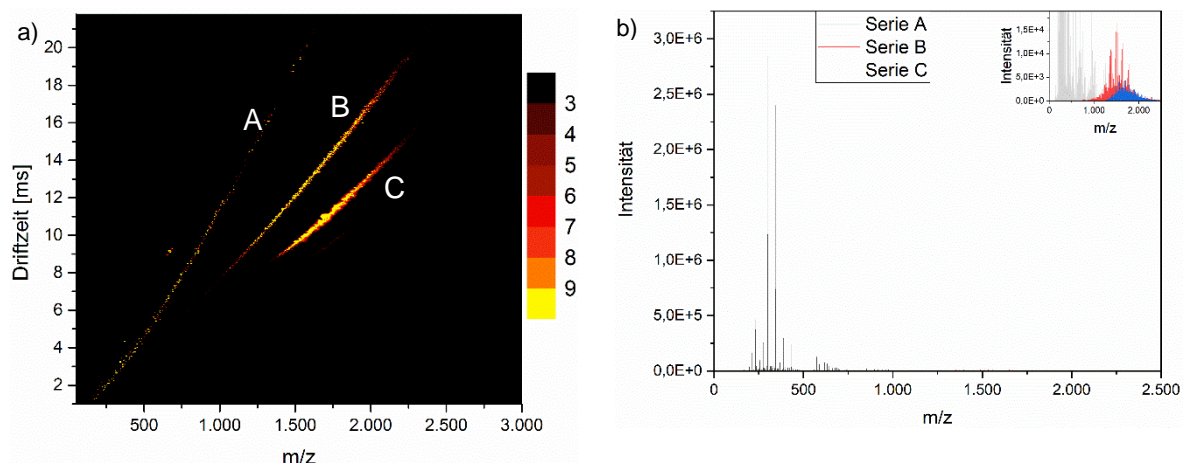 a)
Driftzeit [ms]
20
18
16
14
12
10
8
6
4
2
A
B
C
3
4
5
6
7
8
9
500
1.000
1.500
2.000
2.500
3.000
m/z
b)
Intensität
3,0E+6
2,5E+6
2,0E+6
1,5E+6
1,0E+6
5,0E+5
0,0E+0
Serie A
Serie B
Serie C
Intensität
1,5E+4
1,0E+4
5,0E+3
0,0E+0
0
1.000
2.000
m/z
0
500
1.000
1.500
2.000
2.500
m/z